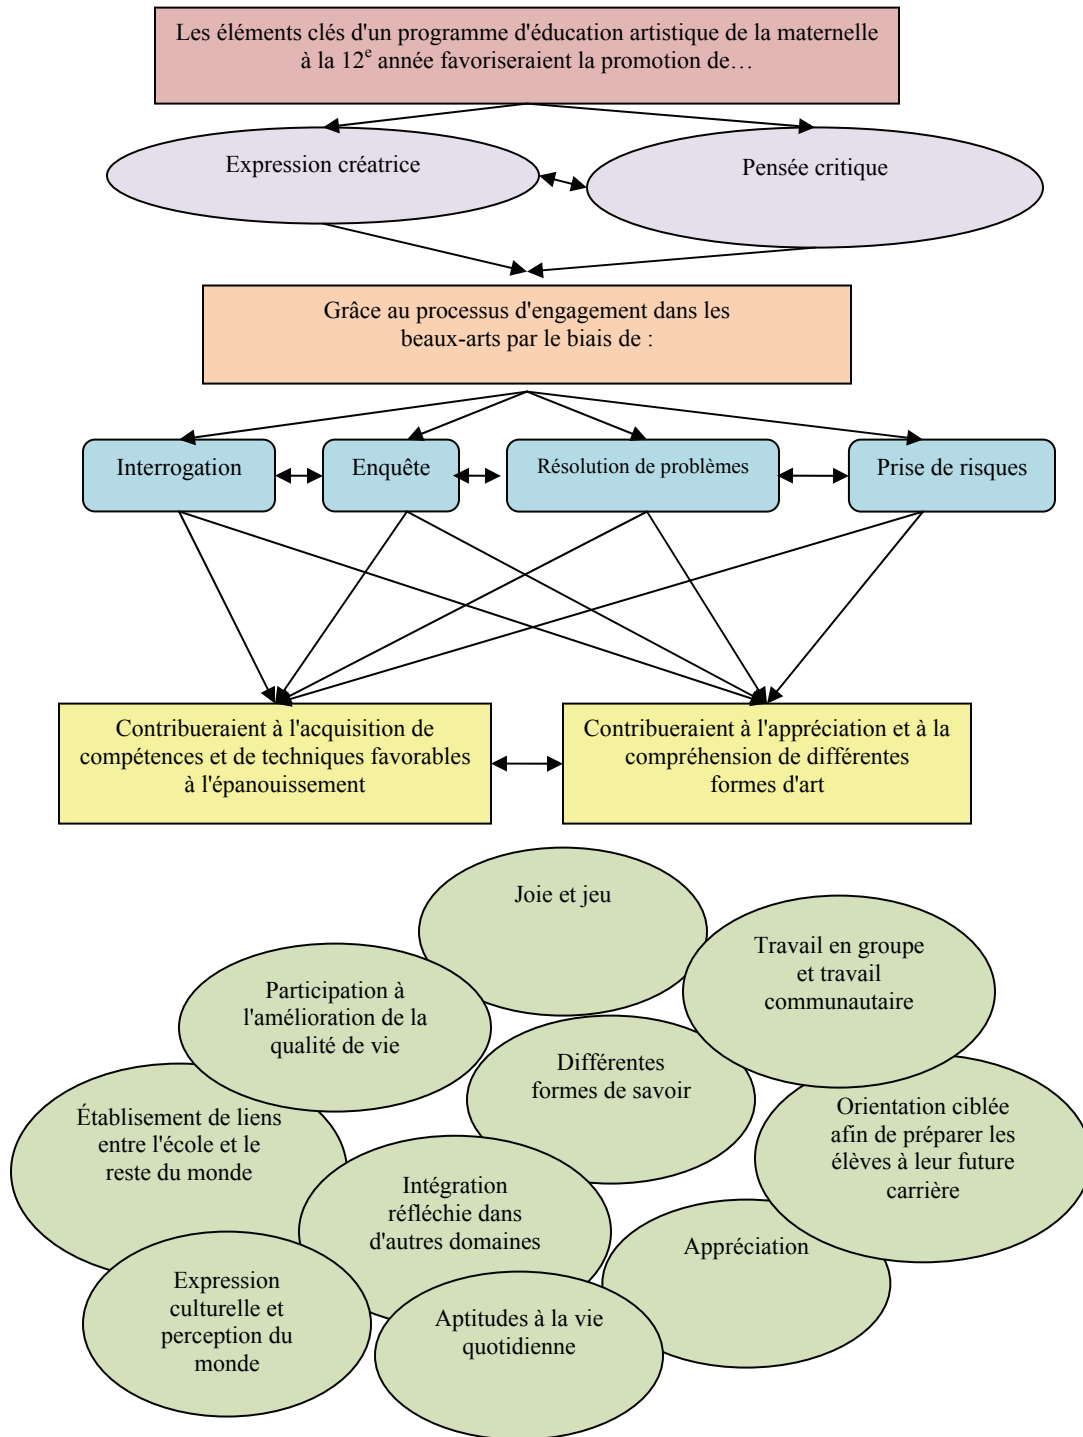 Les éléments clés d'un programme d'éducation artistique de la maternelle
à la 12e année favoriseraient la promotion de…
Expression créatrice
Pensée critique
Grâce au processus d'engagement dans les
beaux-arts par le biais de :
Interrogation
Enquête
Résolution de problèmes
Prise de risques
Contribueraient à l'acquisition de
compétences et de techniques favorables
à l'épanouissement
Contribueraient à l'appréciation et à la
compréhension de différentes
formes d'art
Joie et jeu
Travail en groupe
et travail
communautaire
Participation à
l'amélioration de la
qualité de vie
Différentes
formes de savoir
Établisement de liens
entre l'école et le
reste du monde
Orientation ciblée
afin de préparer les
élèves à leur future
carrière
Intégration
réfléchie dans
d'autres domaines
Appréciation
Expression
culturelle et
perception du
monde
Aptitudes à la vie
quotidienne